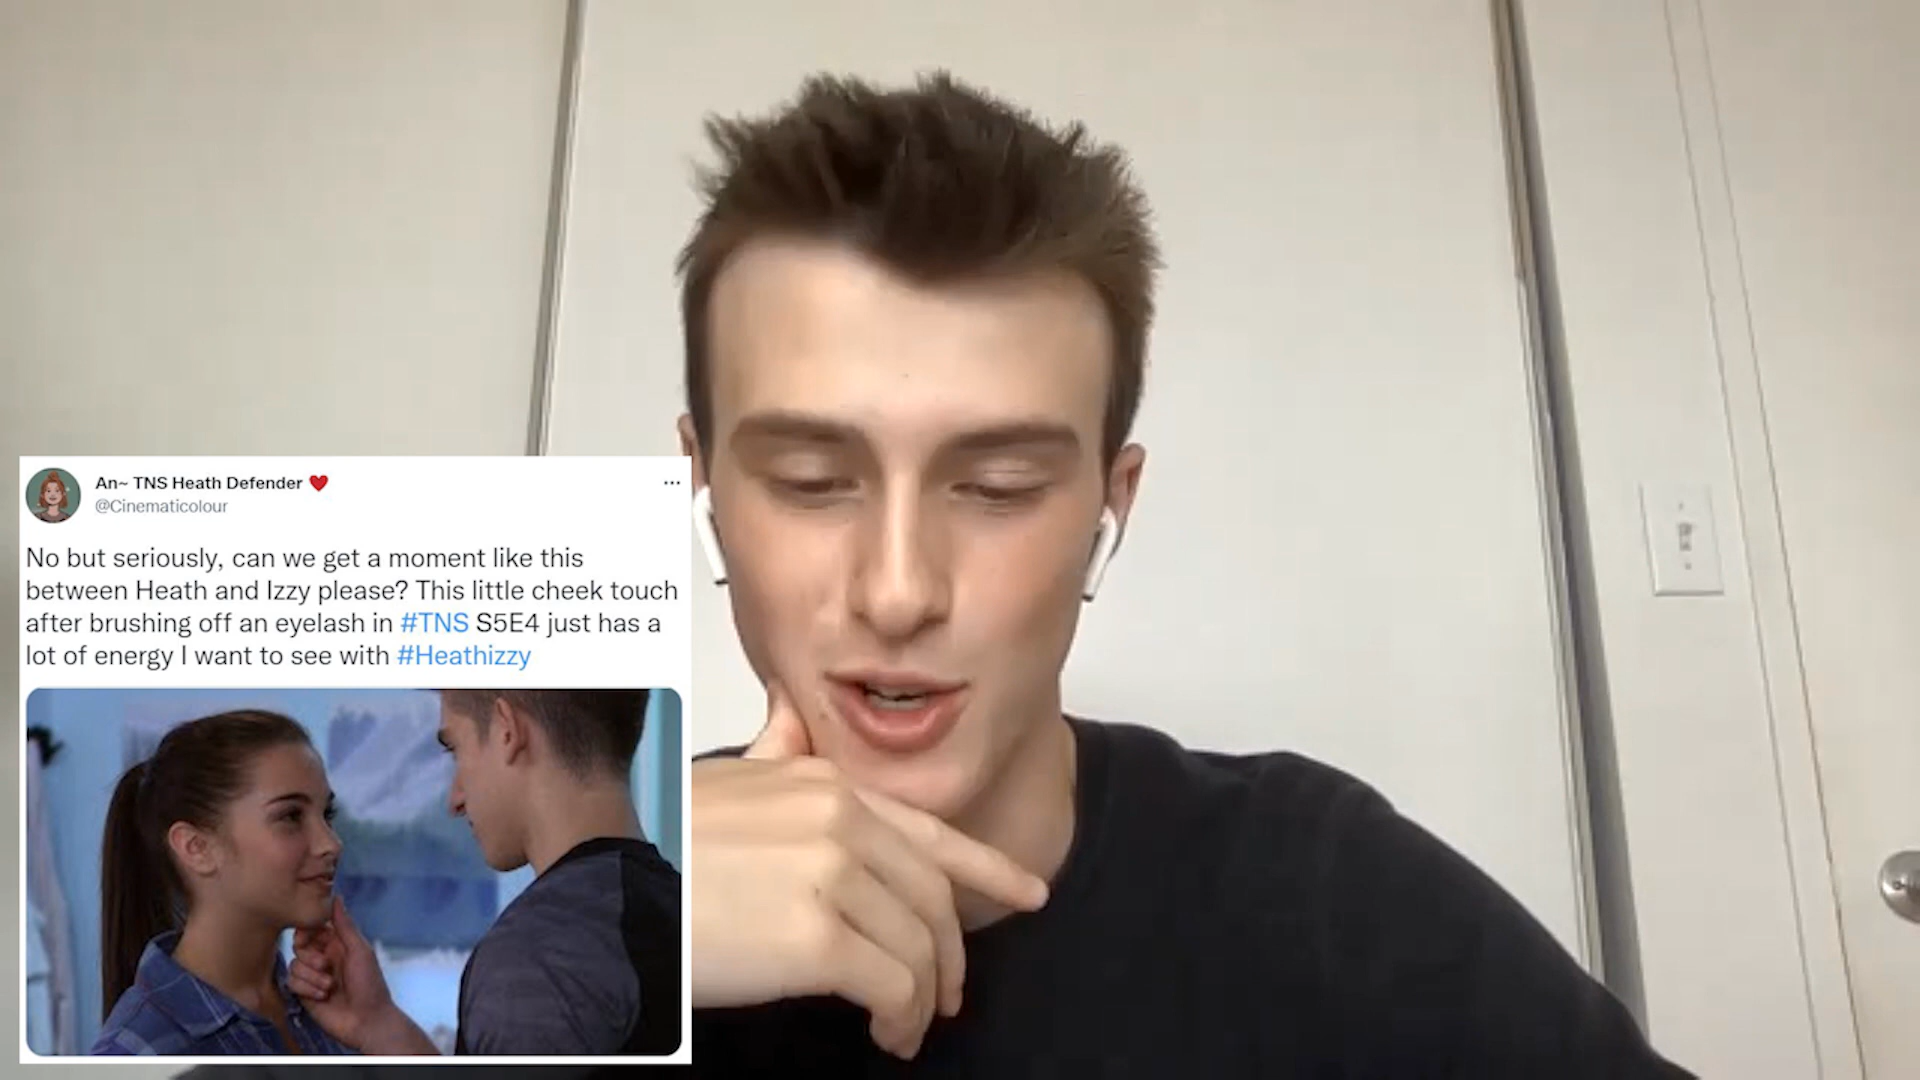 An~ TNS Heath Defender ❤️
@Cinematicolour
No but seriously, can we get a moment like this
between Heath and Izzy please? This little cheek touch
after brushing off an eyelash in #TNS S5E4 just has a
lot of energy I want to see with #Heathizzy